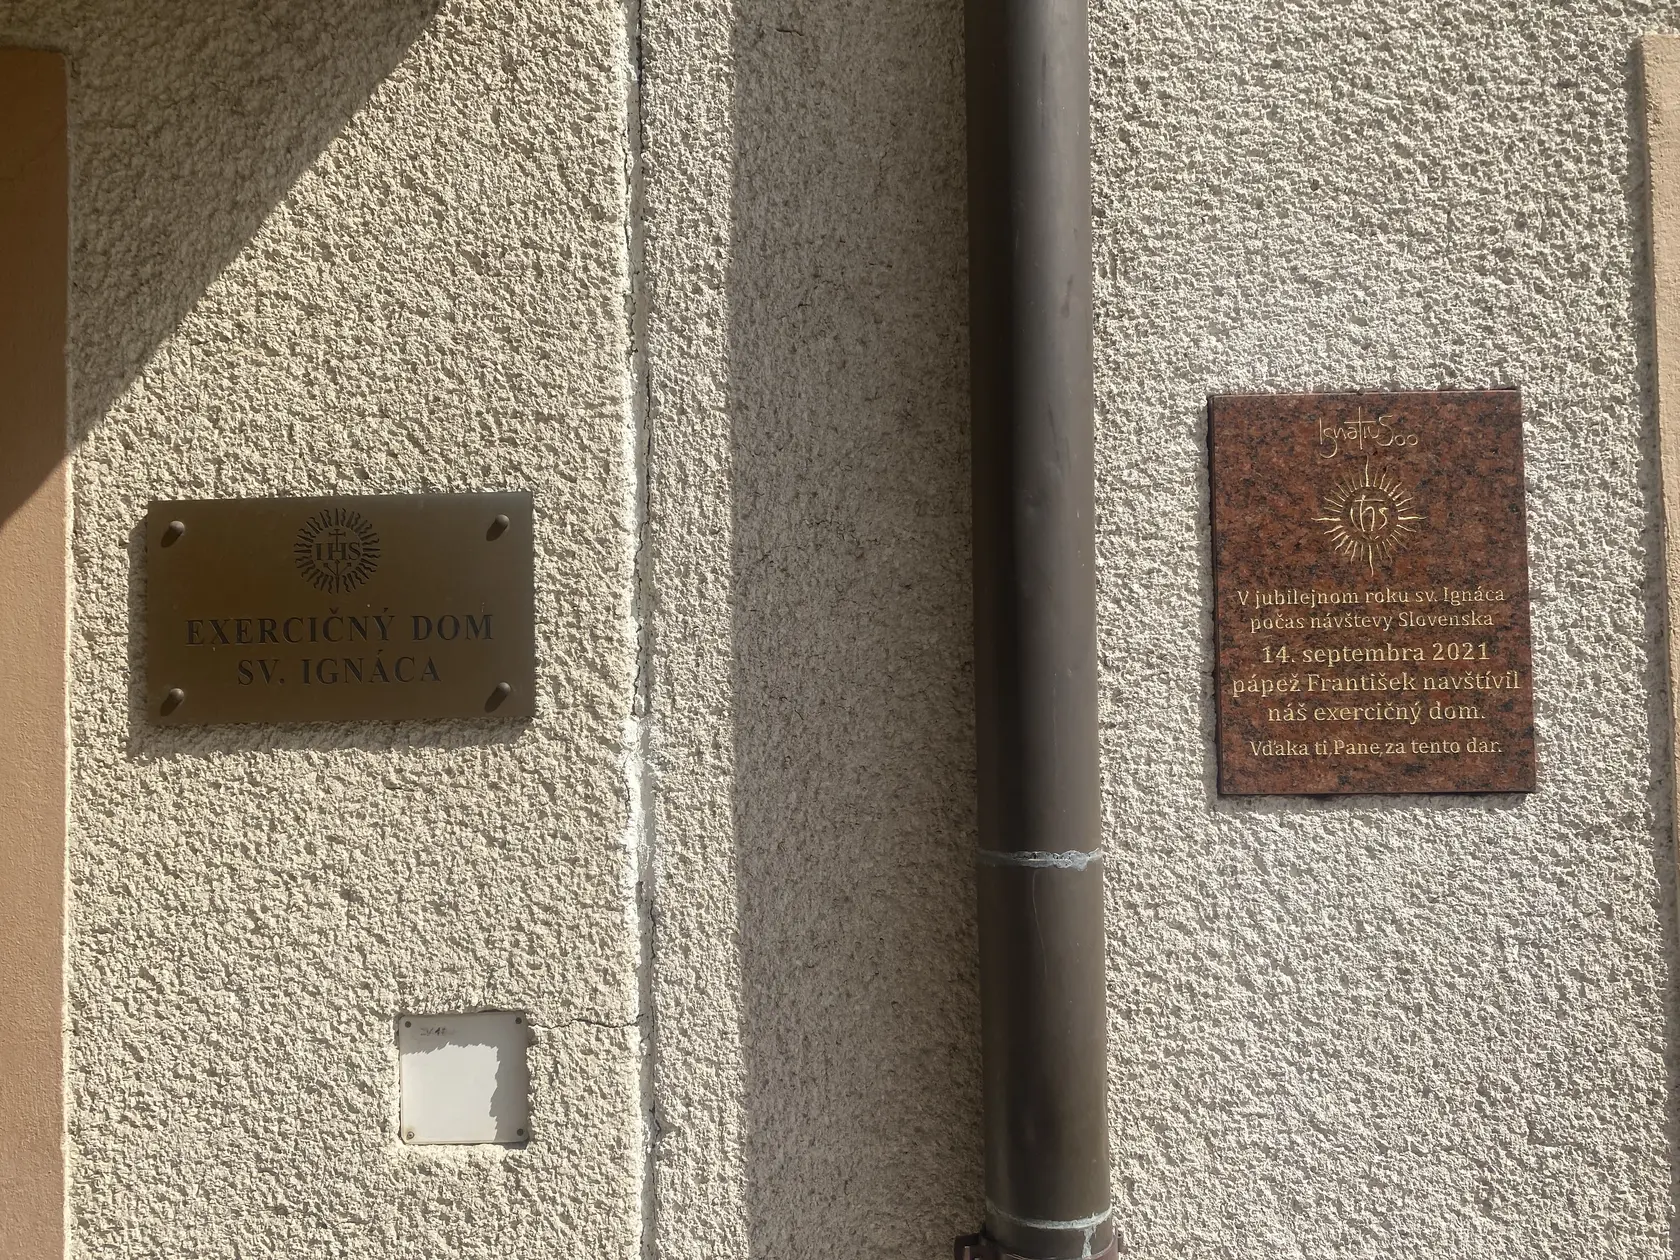 IHS
EXERCIČNÝ DOM
SV. IGNÁCA
Ignatius500
ihs
V jubilejnom roku sv. Ignáca
počas návštevy Slovenska
14. septembra 2021
pápež František navštívil
náš exercičný dom.
Vďaka ti, Pane, za tento dar.